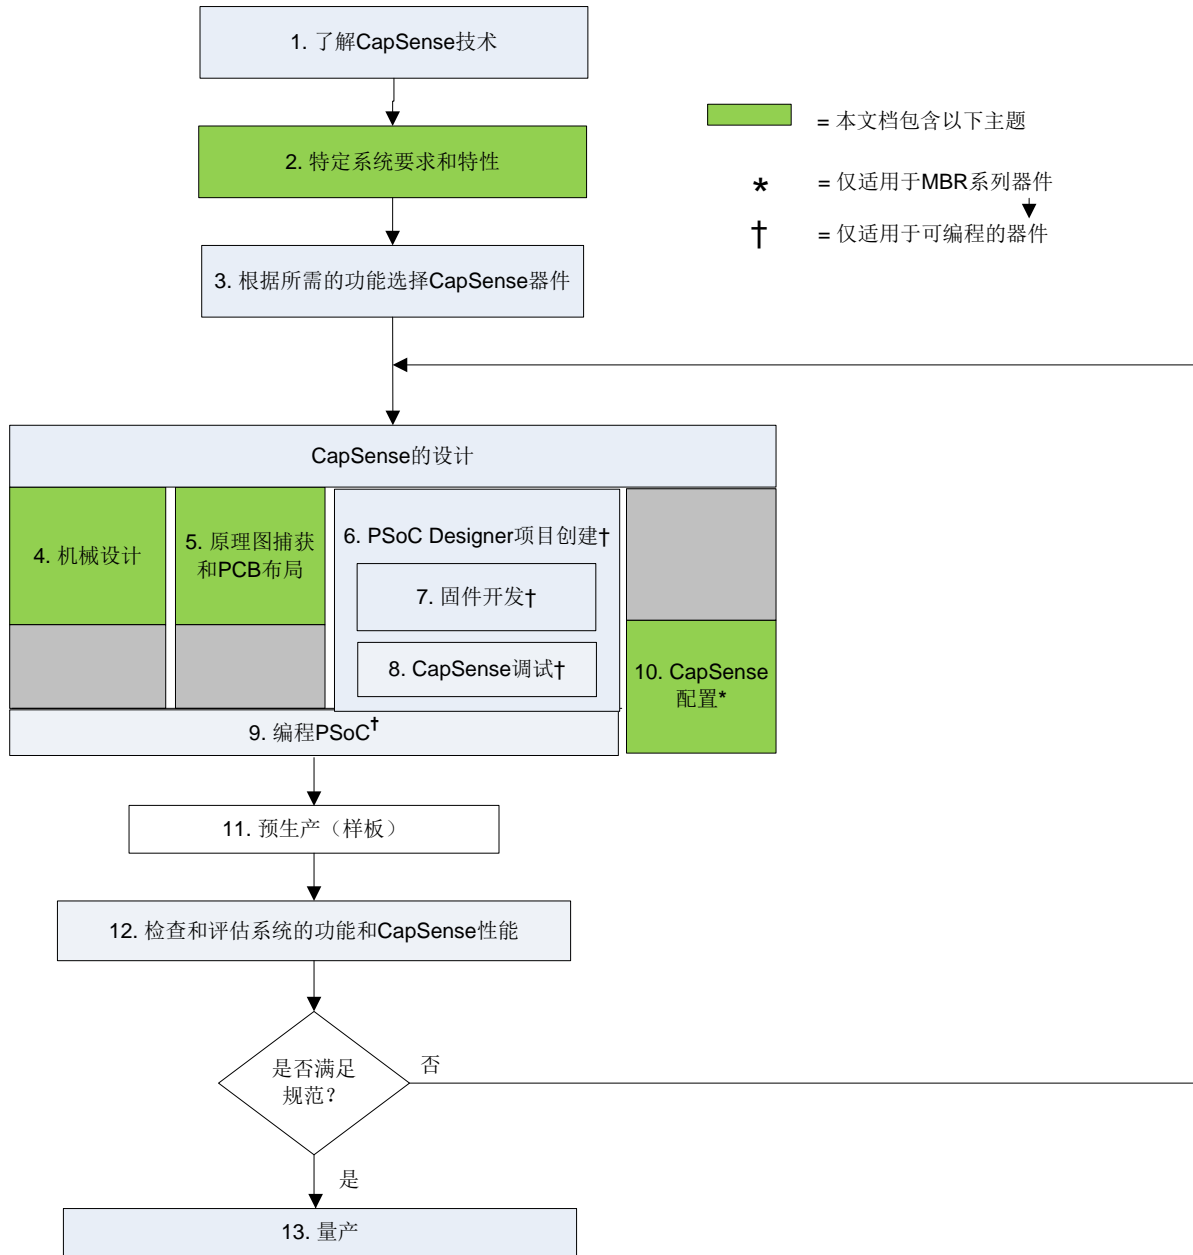 1. 了解CapSense技术
2. 特定系统要求和特性
3. 根据所需的功能选择CapSense器件
= 本文档包含以下主题
* = 仅适用于MBR系列器件
† = 仅适用于可编程的器件
CapSense的设计
4. 机械设计
5. 原理图捕获
和PCB布局
6. PSoC Designer项目创建†
7. 固件开发†
8. CapSense调试†
9. 编程PSoC†
10. CapSense
配置*
11. 预生产（样板）
12. 检查和评估系统的功能和CapSense性能
是否满足
规范？
否
是
13. 量产